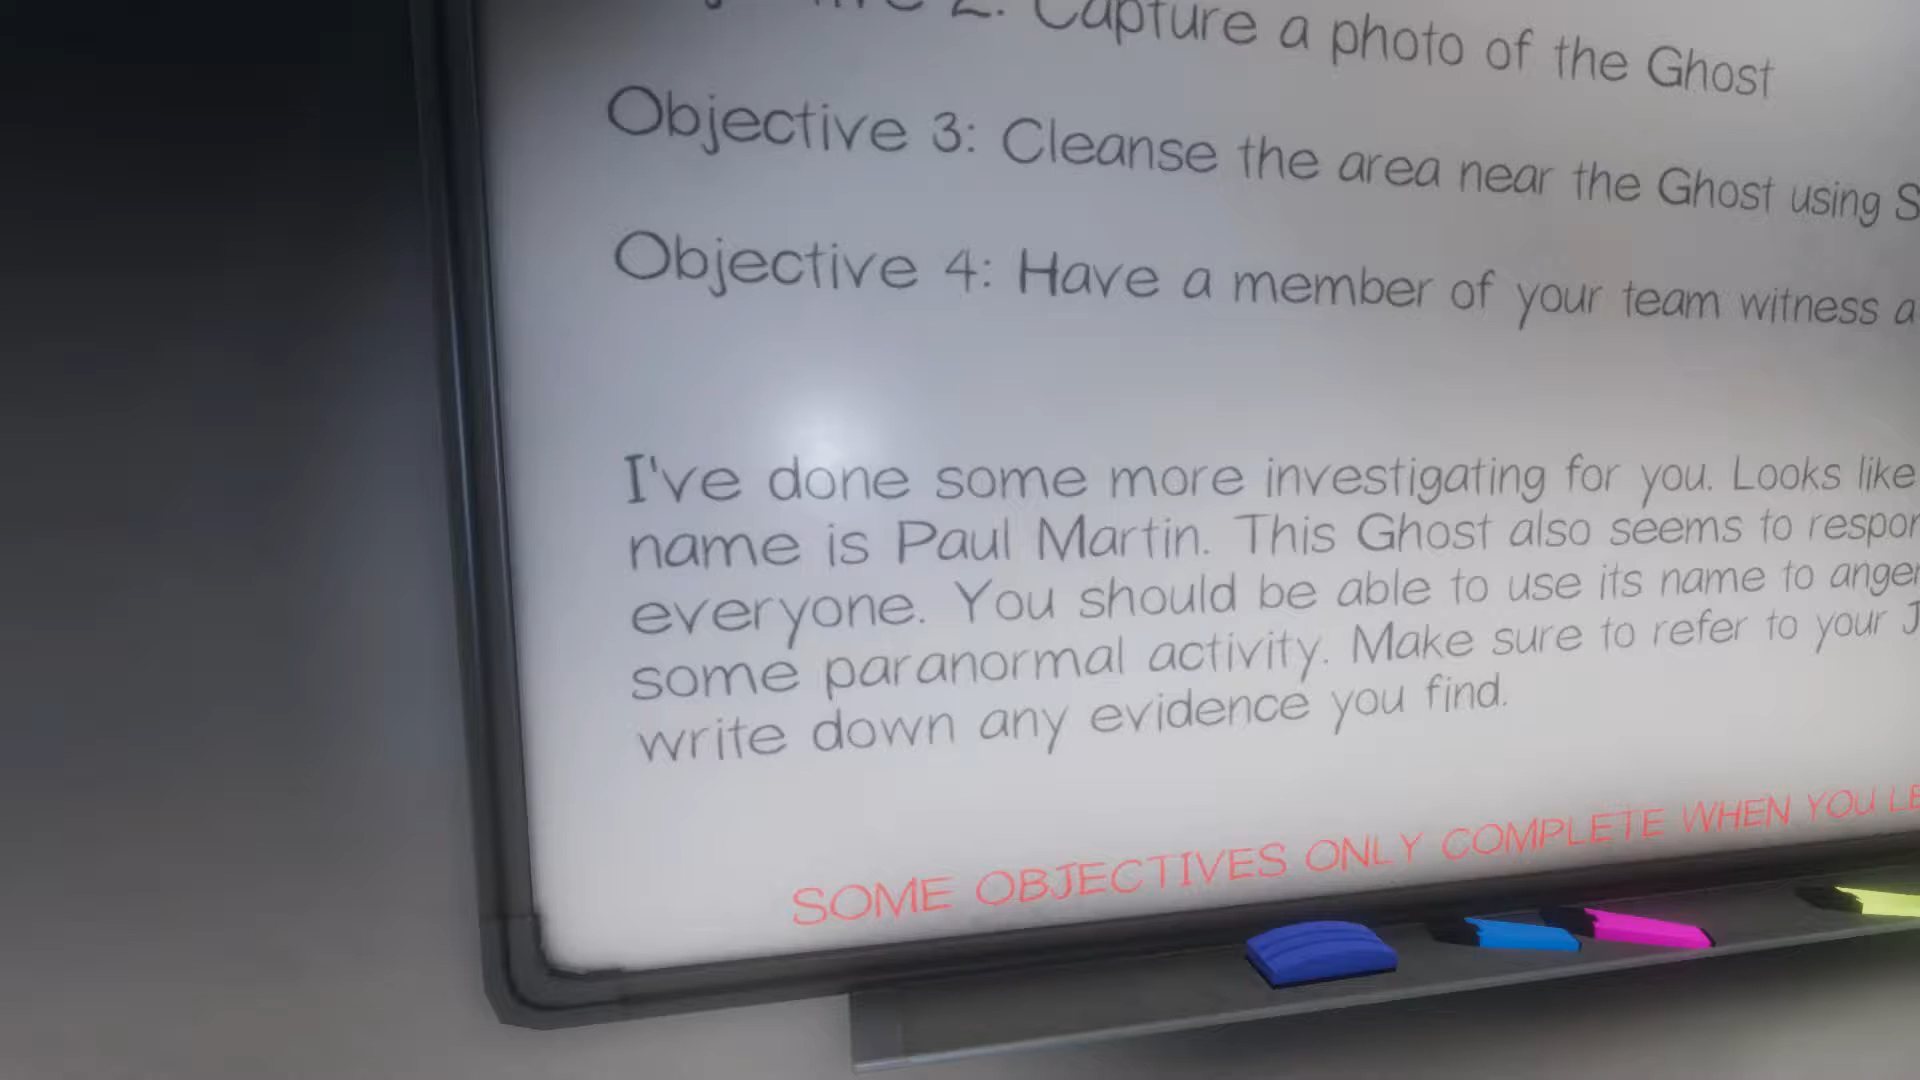 2: Capture a photo of the Ghost
Objective 3: Cleanse the area near the Ghost using
Objective 4: Have a member of your team witness a
I've done some more investigating for you. Looks like
name is Paul Martin. This Ghost also seems to
everyone. You should be able to use its name to anger
some paranormal activity. Make sure to refer to your
write down any evidence you find.
SOME OBJECTIVES ONLY COMPLETE WHEN YOU